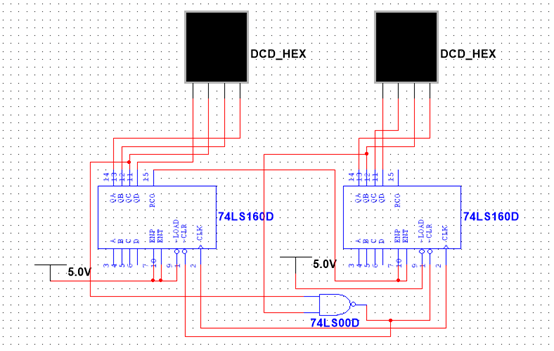 DCD_HEX
DCD_HEX
14 13 12 11 15
QA QB QC QD RCO
74LS160D
A B C D ENP ENT ~LOAD ~CLR CLK
3 4 5 6 7 10 9 1 2
14 13 12 11 15
QA QB QC QD RCO
74LS160D
A B C D ENP ENT ~LOAD ~CLR CLK
3 4 5 6 7 10 9 1 2
5.0V
5.0V
74LS00D